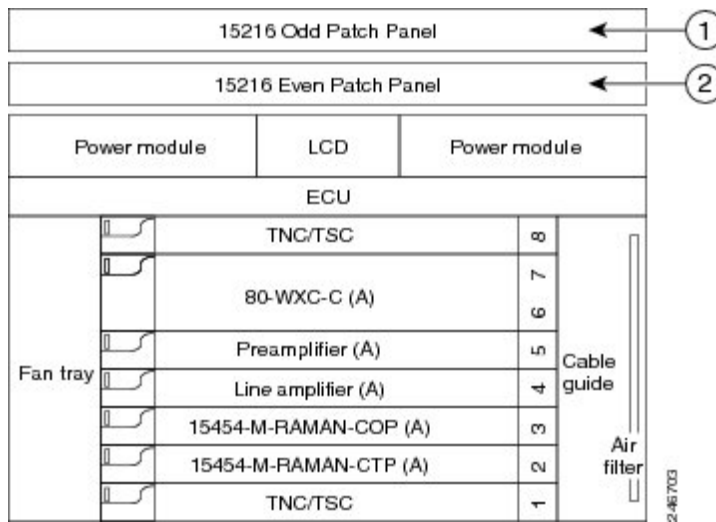 15216 Odd Patch Panel
1
15216 Even Patch Panel
2
Power module
LCD
Power module
ECU
TNC/TSC
8
80-WXC-C (A)
7
6
Preamplifier (A)
5
Line amplifier (A)
4
15454-M-RAMAN-COP (A)
3
15454-M-RAMAN-CTP (A)
2
TNC/TSC
1
Fan tray
Cable
guide
Air
filter
246703